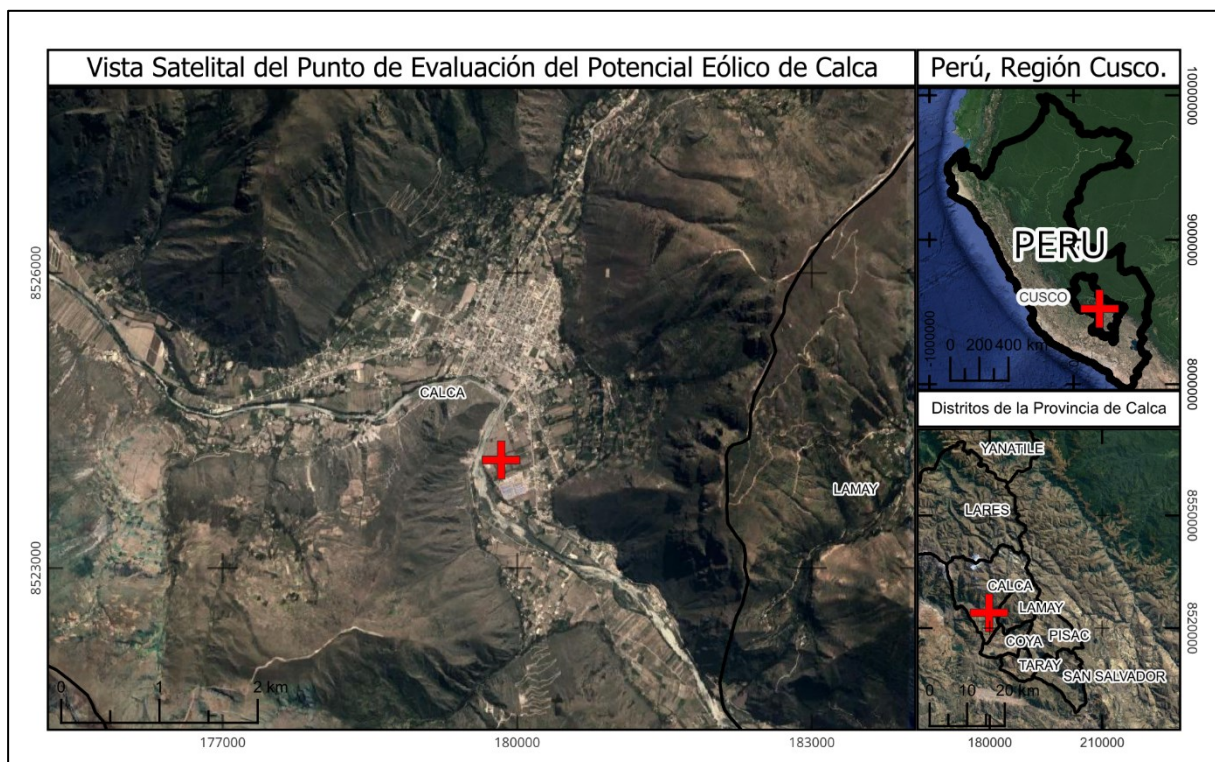 Vista Satelital del Punto de Evaluación del Potencial Eólico de Calca
8526000
8523000
CALCA
LAMAY
0 1 2 km
177000 180000 183000
Perú, Región Cusco.
PERU
CUSCO
0 200 400 km
-1000000
10000000
9000000
8000000
Distritos de la Provincia de Calca
YANATILE
LARES
CALCA
LAMAY
COYA PISAC
TARAY
SAN SALVADOR
0 10 20 km
8550000
8520000
180000 210000